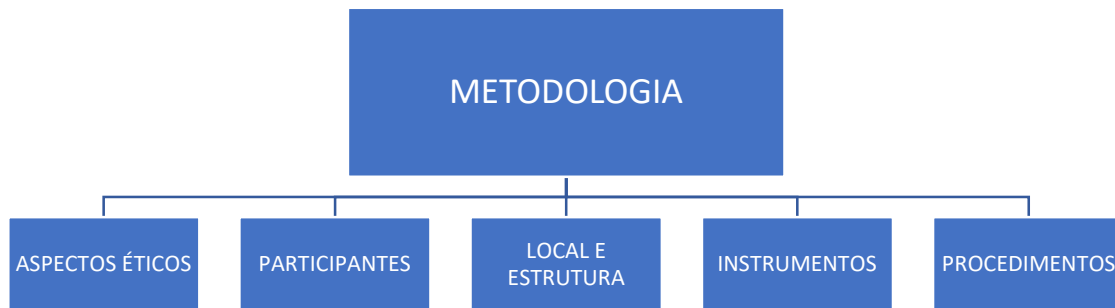 METODOLOGIA
ASPECTOS ÉTICOS
PARTICIPANTES
LOCAL E
ESTRUTURA
INSTRUMENTOS
PROCEDIMENTOS